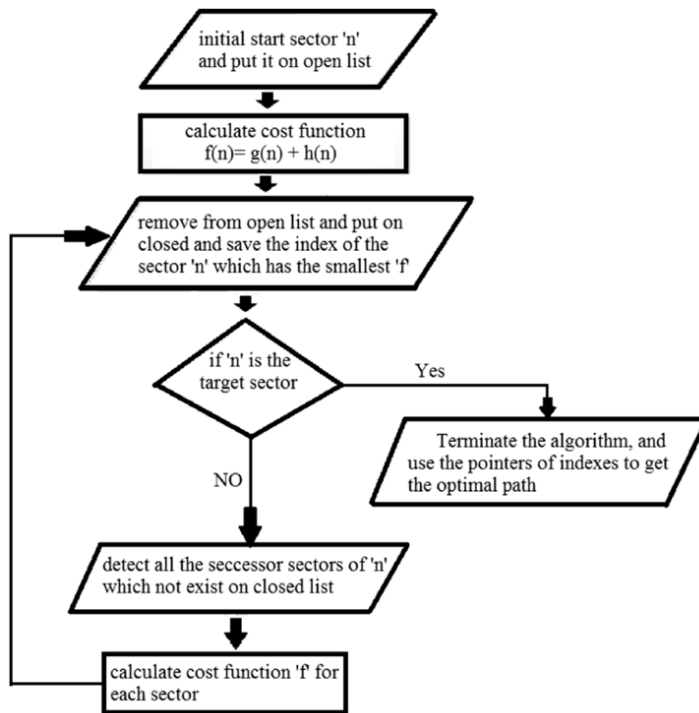 initial start sector 'n'
and put it on open list
calculate cost function
f(n)= g(n) + h(n)
remove from open list and put on
closed and save the index of the
sector 'n' which has the smallest 'f'
if 'n' is the
target sector
Yes
Terminate the algorithm, and
use the pointers of indexes to get
the optimal path
NO
detect all the seccessor sectors of 'n'
which not exist on closed list
calculate cost function 'f' for
each sector